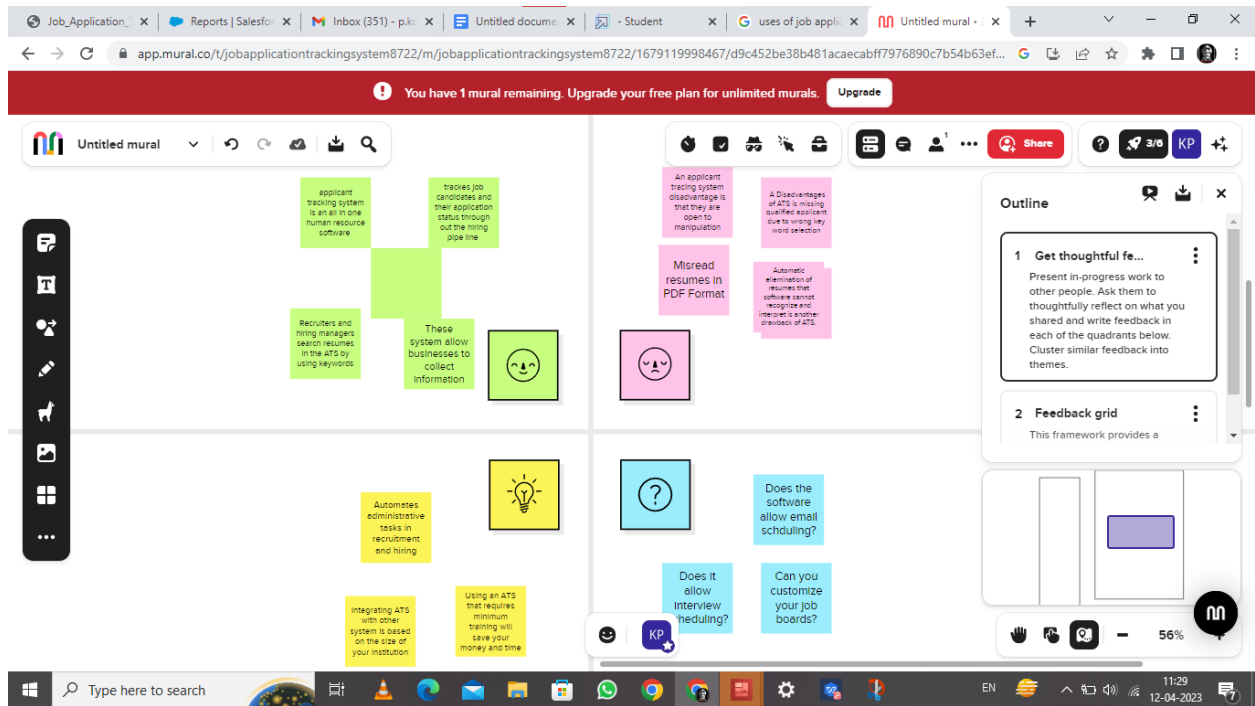 Job_Application_
Reports | Salesfor
Inbox (351) - p.ko
Untitled documen
- Student
uses of job applic
Untitled mural • J
app.mural.co/t/jobapplicationtrackingsystem8722/m/jobapplicationtrackingsystem8722/1679119998467/d9c452be38b481acaecabff7976890c7b54b63ef...
You have 1 mural remaining. Upgrade your free plan for unlimited murals.
Upgrade
Untitled mural
1
Share
3/6
KP
applicant
tracking system
is an all in one
human resource
software
trackes job
candidates and
their application
status through
out the hiring
pipe line
Recruiters and
hiring managers
search resumes
in the ATS by
using keywords
These
system allow
businesses to
collect
information
An applicant
tracing system
disadvantage is
that they are
open to
manipulation
A Disadvantages
of ATS is missing
qualified applicant
due to wrong key
word selection
Misread
resumes in
PDF Format
Automatic
eliemination of
resumes that
software cannot
recognize and
interpret is another
drawback of ATS.
Automates
administrative
tasks in
recruitment
and hiring
Integrating ATS
with other
system is based
on the size of
your institution
Using an ATS
that requires
minimum
training will
save your
money and time
?
Does the
software
allow email
schduling?
Does it
allow
interview
scheduling?
Can you
customize
your job
boards?
KP
Outline
1 Get thoughtful fe...
Present in-progress work to
other people. Ask them to
thoughtfully reflect on what you
shared and write feedback in
each of the quadrants below.
Cluster similar feedback into
themes.
2 Feedback grid
This framework provides a
56%
Type here to search
EN
11:29
12-04-2023
7